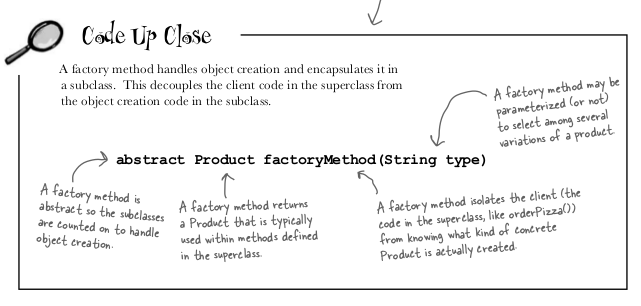 Code Up Close
A factory method handles object creation and encapsulates it in
a subclass. This decouples the client code in the superclass from
the object creation code in the subclass.
A factory method may be
parameterized (or not)
to select among several
variations of a product.
abstract Product factoryMethod(String type)
A factory method is
abstract so the subclasses
are counted on to handle
object creation.
A factory method returns
a Product that is typically
used within methods defined
in the superclass.
A factory method isolates the client (the
code in the superclass, like orderPizza())
from knowing what kind of concrete
Product is actually created.